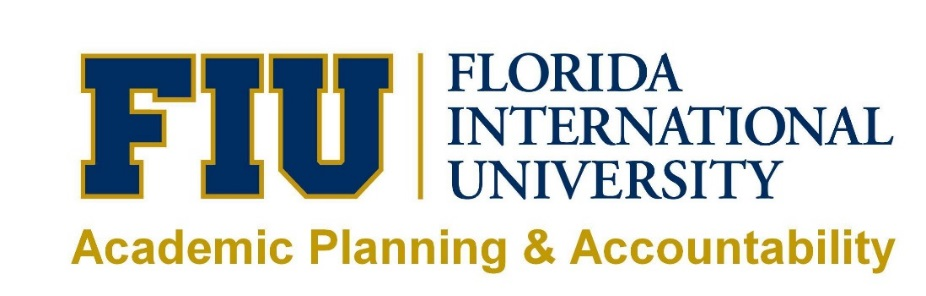 FIU
FLORIDA
INTERNATIONAL
UNIVERSITY
Academic Planning & Accountability